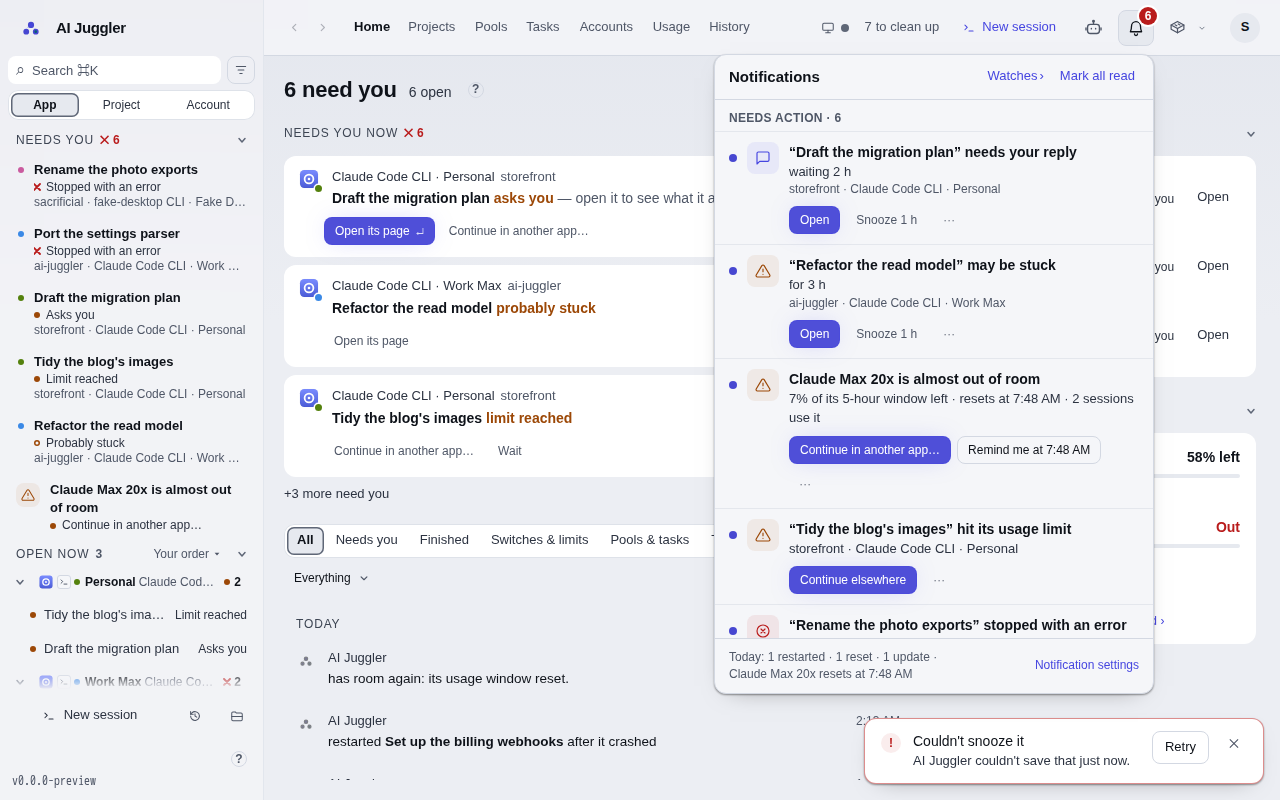 AI Juggler
Search ⌘K
App Project Account
NEEDS YOU 6
Rename the photo exports
Stopped with an error
sacrificial · fake-desktop CLI · Fake D…
Port the settings parser
Stopped with an error
ai-juggler · Claude Code CLI · Work …
Draft the migration plan
Asks you
storefront · Claude Code CLI · Personal
Tidy the blog's images
Limit reached
storefront · Claude Code CLI · Personal
Refactor the read model
Probably stuck
ai-juggler · Claude Code CLI · Work …
Claude Max 20x is almost out
of room
Continue in another app…
OPEN NOW 3 Your order
Personal Claude Cod… 2
Tidy the blog's ima… Limit reached
Draft the migration plan Asks you
Work Max Claude Co… 2
New session
?
v0.0.0-preview
Home Projects Pools Tasks Accounts Usage History
7 to clean up New session 6 S
6 need you 6 open ?
NEEDS YOU NOW 6
Claude Code CLI · Personal storefront
Draft the migration plan asks you — open it to see what it a
Open its page Continue in another app…
Claude Code CLI · Work Max ai-juggler
Refactor the read model probably stuck
Open its page
Claude Code CLI · Personal storefront
Tidy the blog's images limit reached
Continue in another app… Wait
+3 more need you
All Needs you Finished Switches & limits Pools & tasks
Everything
TODAY
AI Juggler
has room again: its usage window reset.
AI Juggler
restarted Set up the billing webhooks after it crashed
you Open
you Open
you Open
58% left
Out
Notifications Watches › Mark all read
NEEDS ACTION · 6
“Draft the migration plan” needs your reply
waiting 2 h
storefront · Claude Code CLI · Personal
Open Snooze 1 h ···
“Refactor the read model” may be stuck
for 3 h
ai-juggler · Claude Code CLI · Work Max
Open Snooze 1 h ···
Claude Max 20x is almost out of room
7% of its 5-hour window left · resets at 7:48 AM · 2 sessions
use it
Continue in another app… Remind me at 7:48 AM
···
“Tidy the blog's images” hit its usage limit
storefront · Claude Code CLI · Personal
Continue elsewhere ···
“Rename the photo exports” stopped with an error
Today: 1 restarted · 1 reset · 1 update ·
Claude Max 20x resets at 7:48 AM
Notification settings
! Couldn't snooze it
AI Juggler couldn't save that just now.
Retry